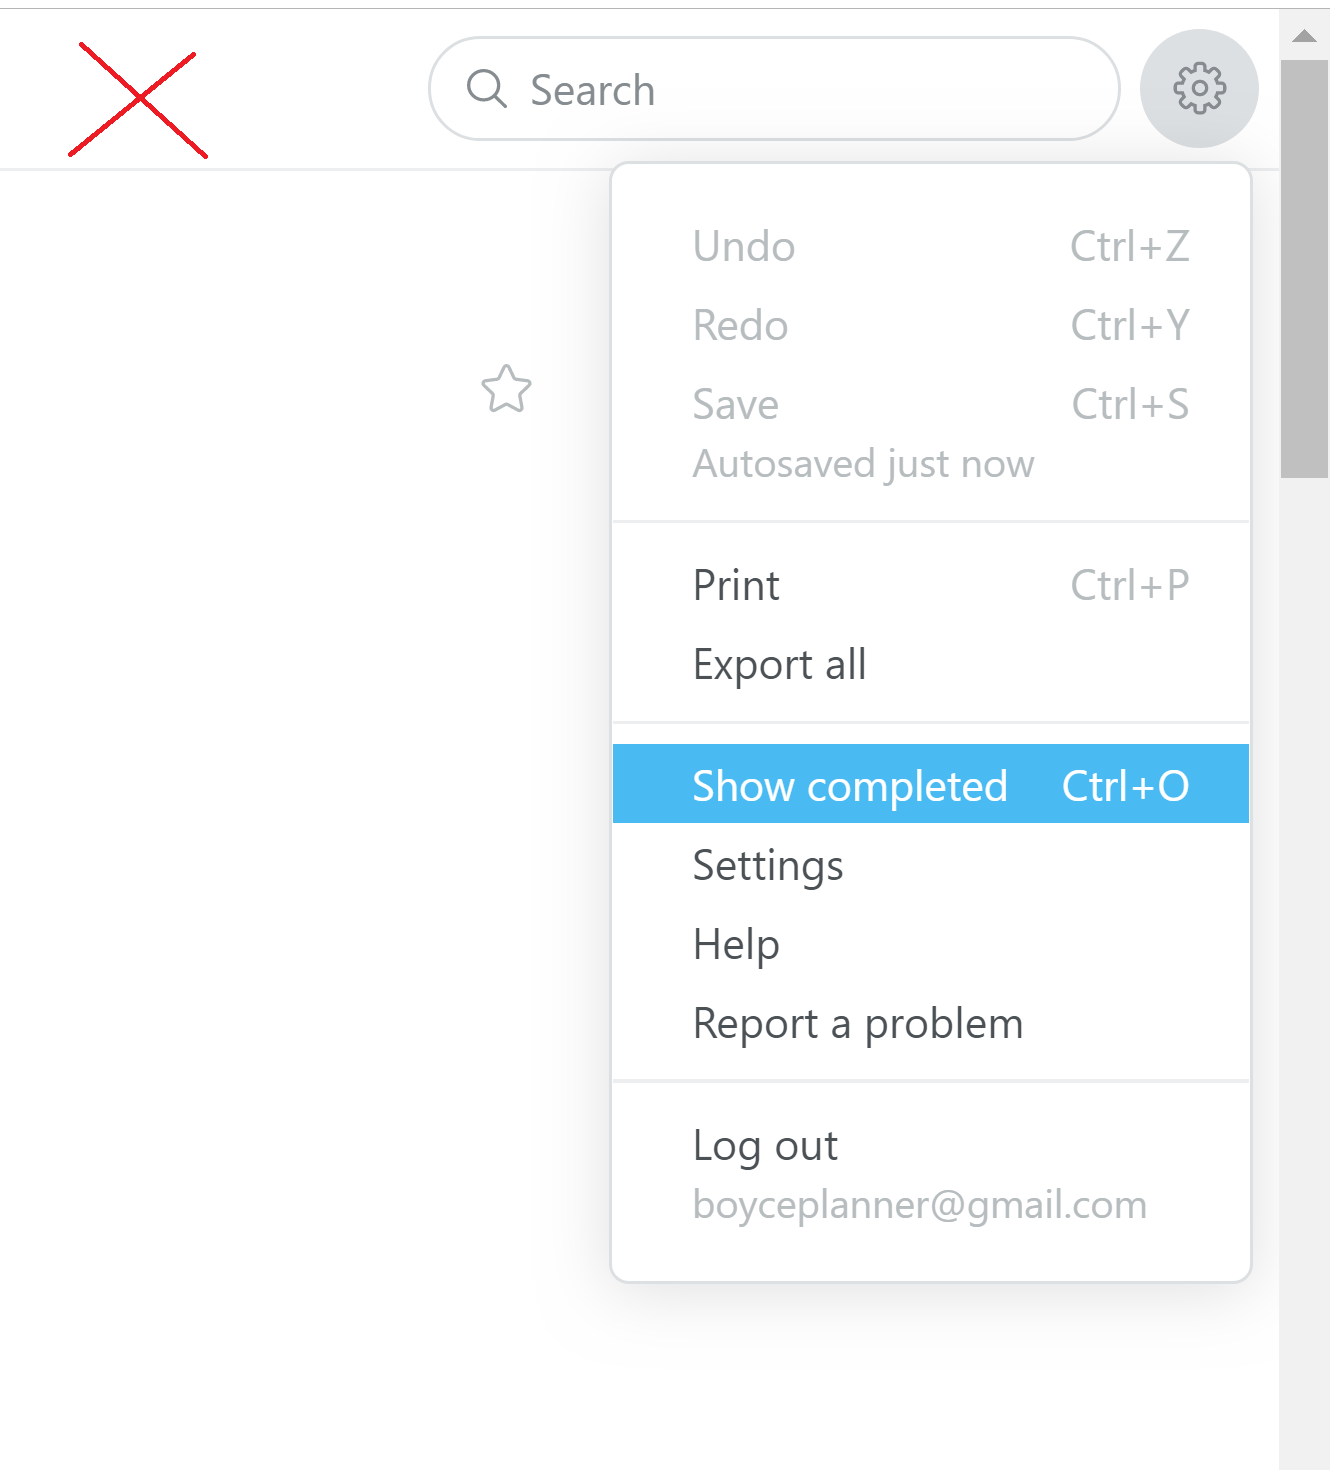 Search
Undo Ctrl+Z
Redo Ctrl+Y
Save Ctrl+S
Autosaved just now
Print Ctrl+P
Export all
Show completed Ctrl+O
Settings
Help
Report a problem
Log out
boyceplanner@gmail.com